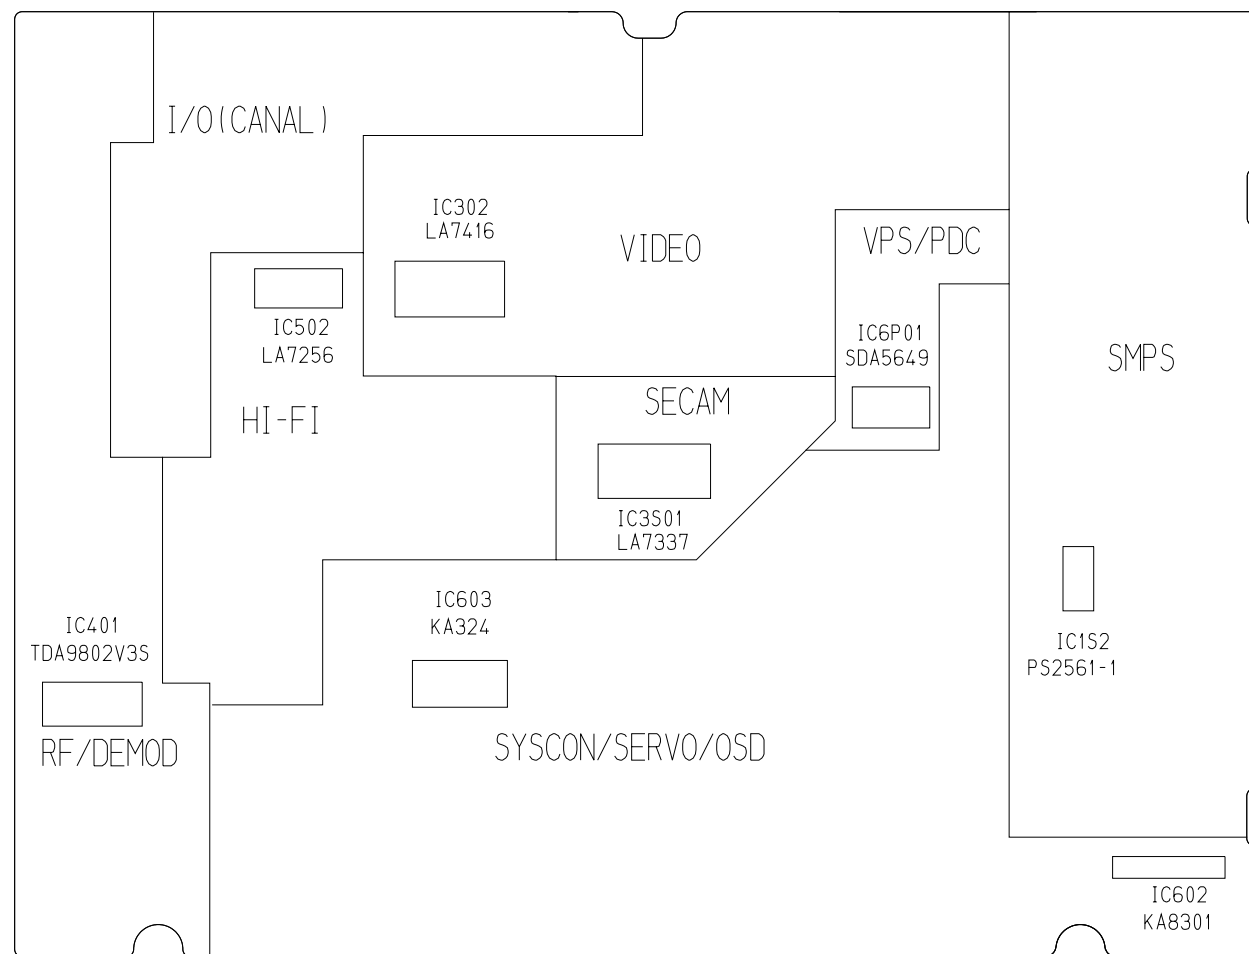 I/O(CANAL)
IC302
LA7416
VIDEO
VPS/PDC
IC502
LA7256
IC6P01
SDA5649
SMPS
HI-FI
SECAM
IC3S01
LA7337
IC603
KA324
IC401
TDA9802V3S
IC1S2
PS2561-1
RF/DEMOD
SYSCON/SERVO/OSD
IC602
KA8301